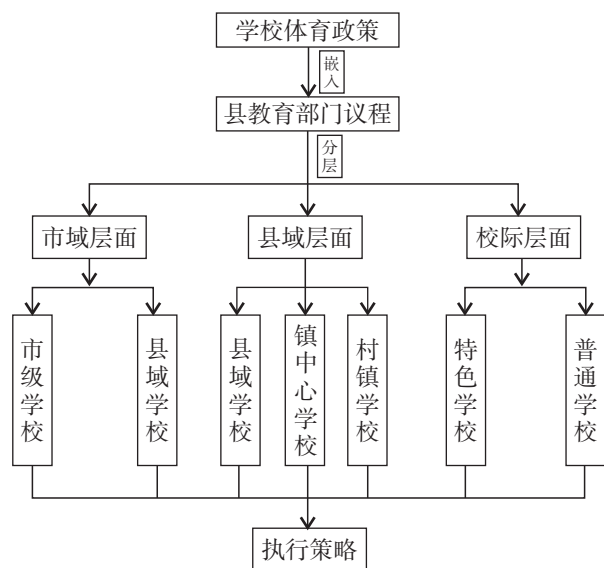 学校体育政策
嵌入
县教育部门议程
分层
市域层面
县域层面
校际层面
市级学校
县域学校
县域学校
镇中心学校
村镇学校
特色学校
普通学校
执行策略